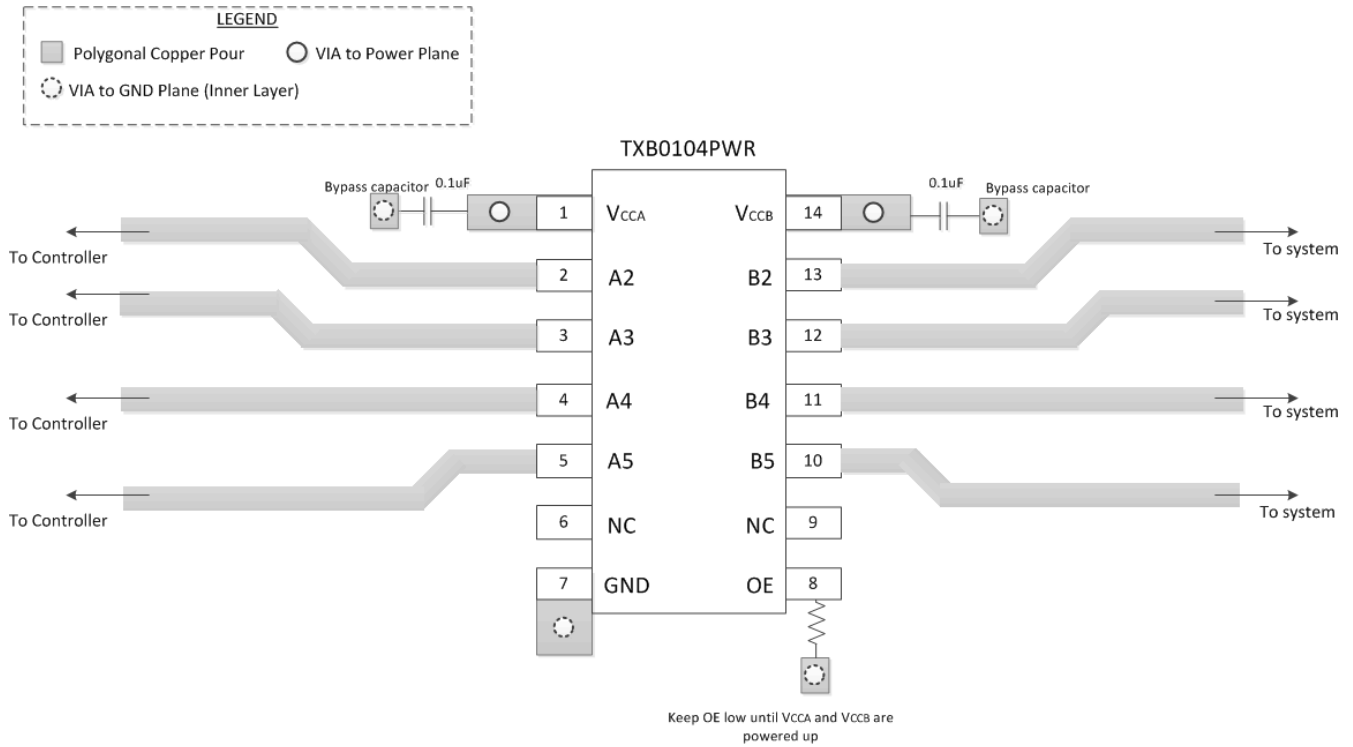 LEGEND
Polygonal Copper Pour
VIA to Power Plane
VIA to GND Plane (Inner Layer)
TXB0104PWR
Bypass capacitor
0.1uF
0.1uF
Bypass capacitor
1
VCCA
VCCB
14
To Controller
2
A2
B2
13
To system
To Controller
3
A3
B3
12
To system
To Controller
4
A4
B4
11
To system
5
A5
B5
10
To Controller
To system
6
NC
NC
9
7
GND
OE
8
Keep OE low until VCCA and VCCB are
powered up